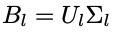 B_l = U_l Σ_l